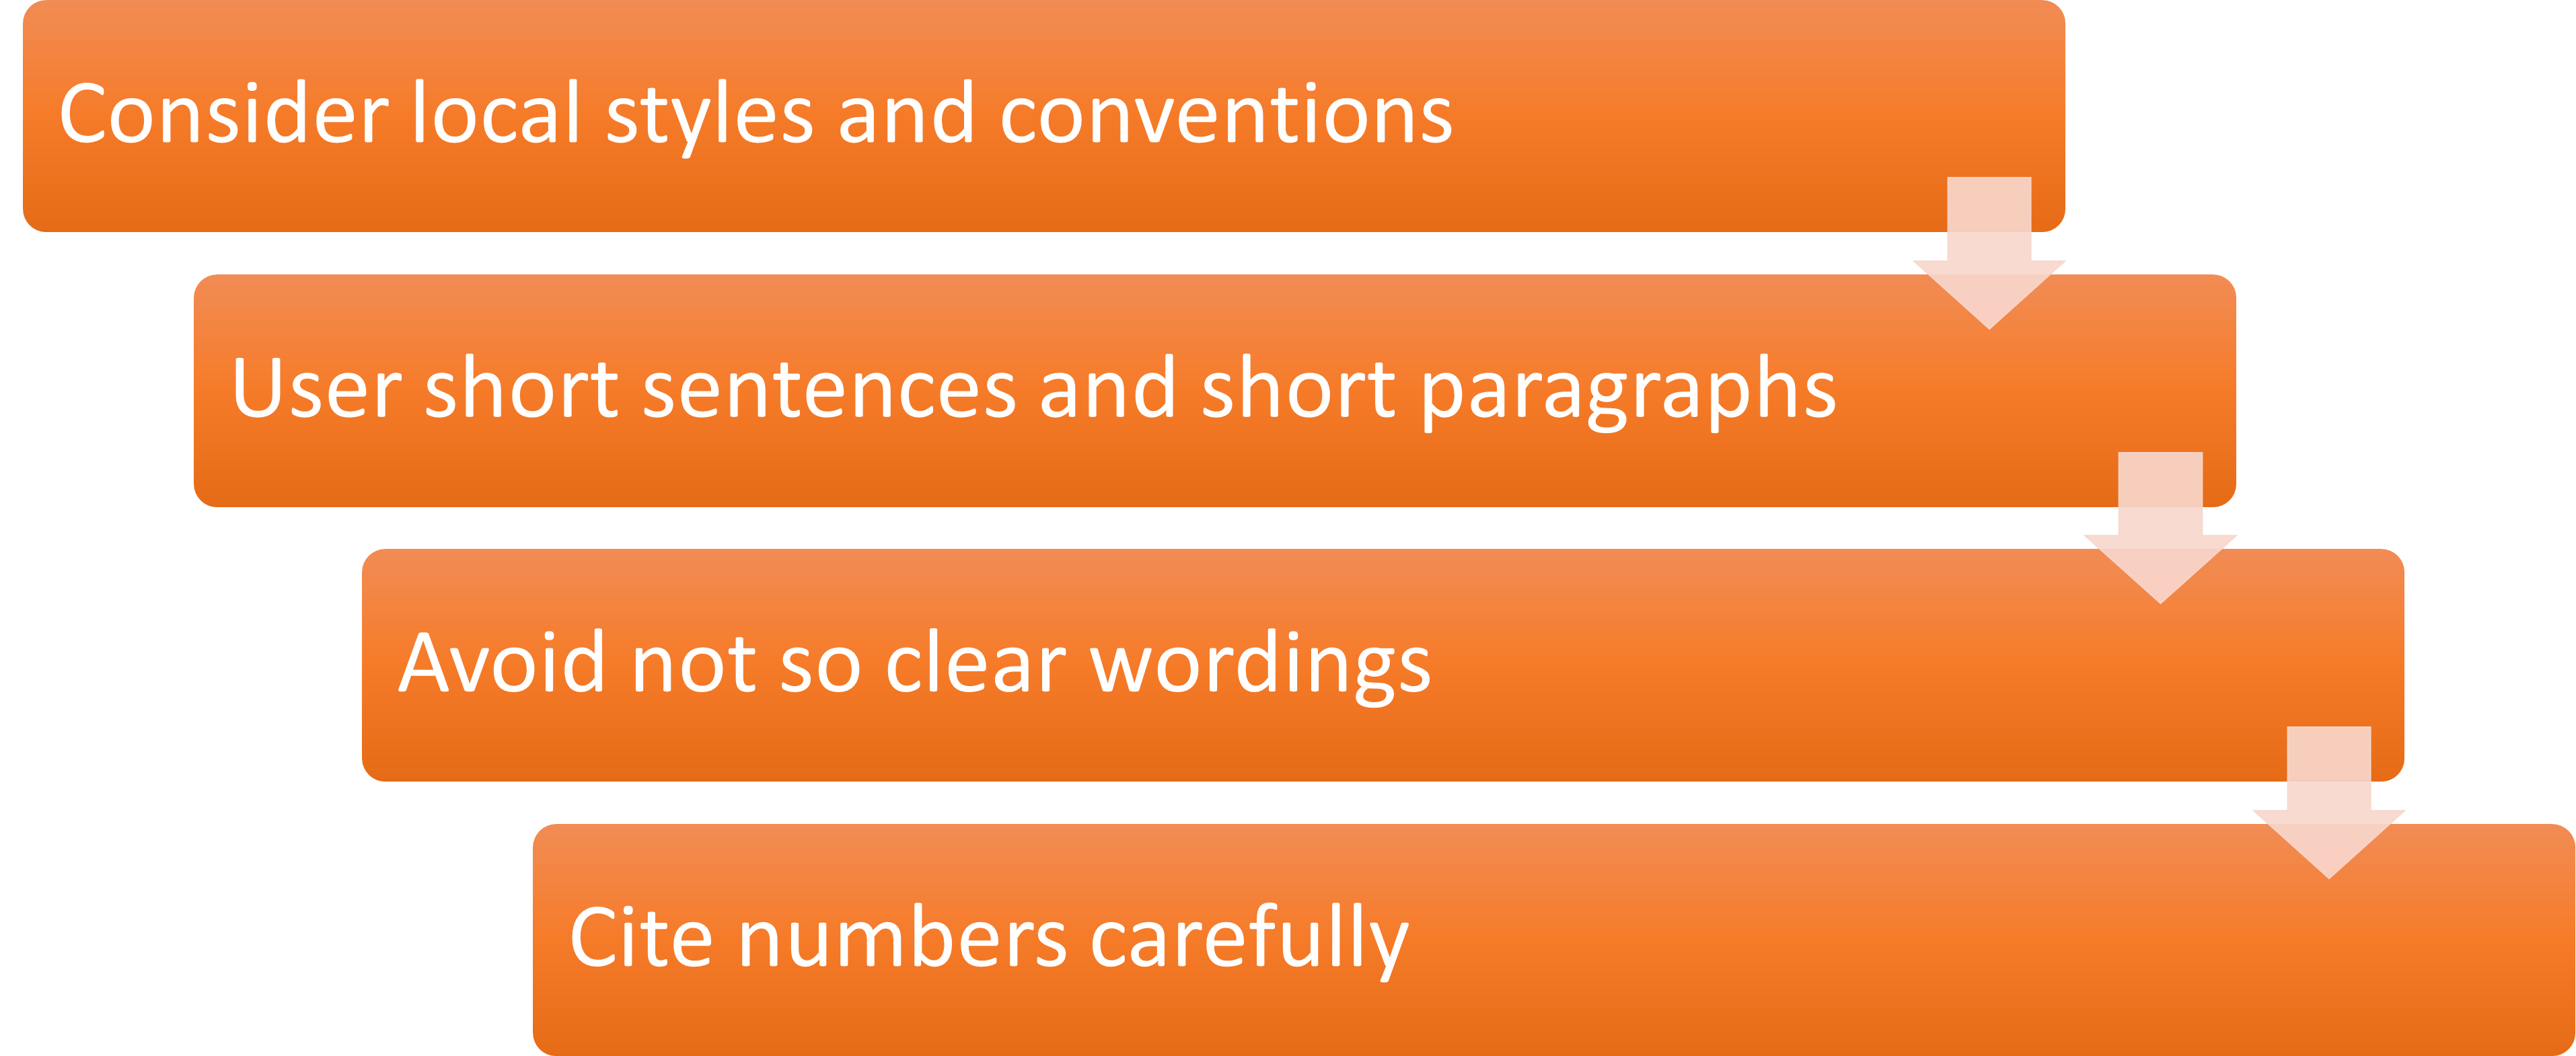 Consider local styles and conventions
User short sentences and short paragraphs
Avoid not so clear wordings
Cite numbers carefully